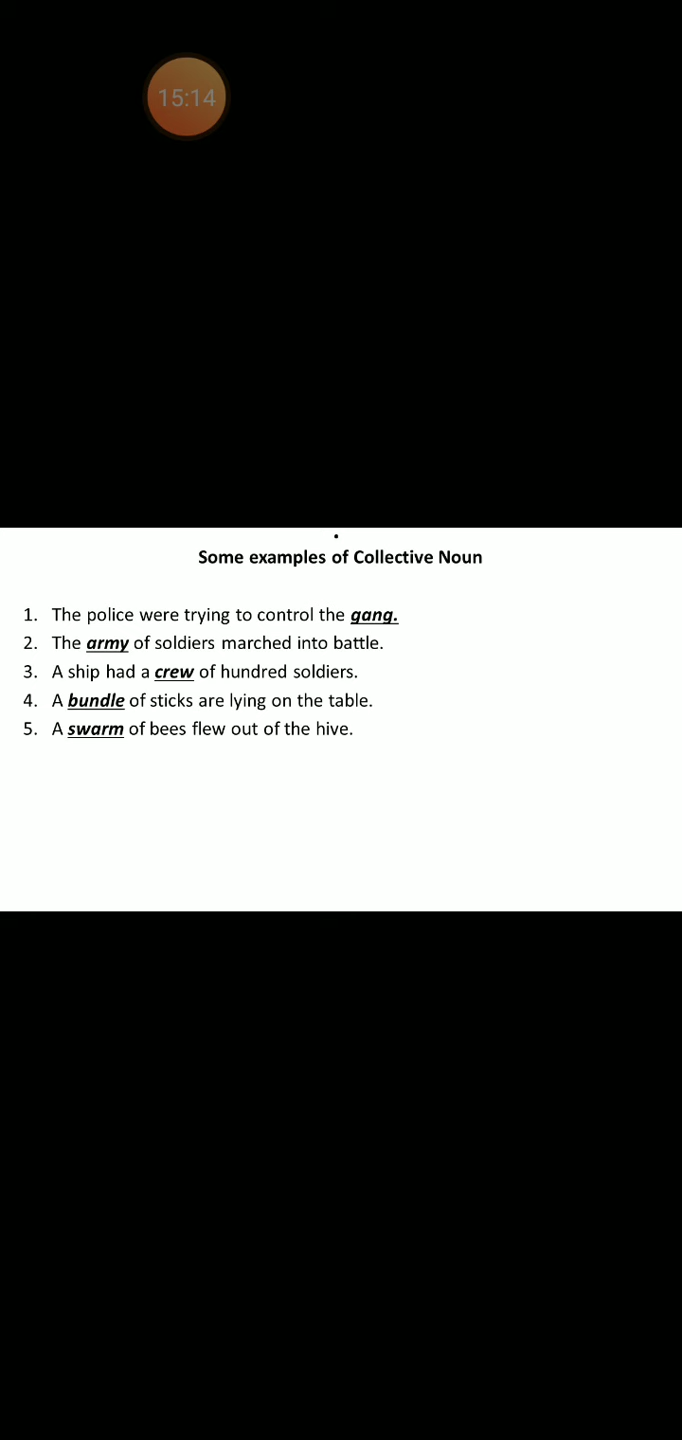 15:14
Some examples of Collective Noun
1. The police were trying to control the gang.
2. The army of soldiers marched into battle.
3. A ship had a crew of hundred soldiers.
4. A bundle of sticks are lying on the table.
5. A swarm of bees flew out of the hive.